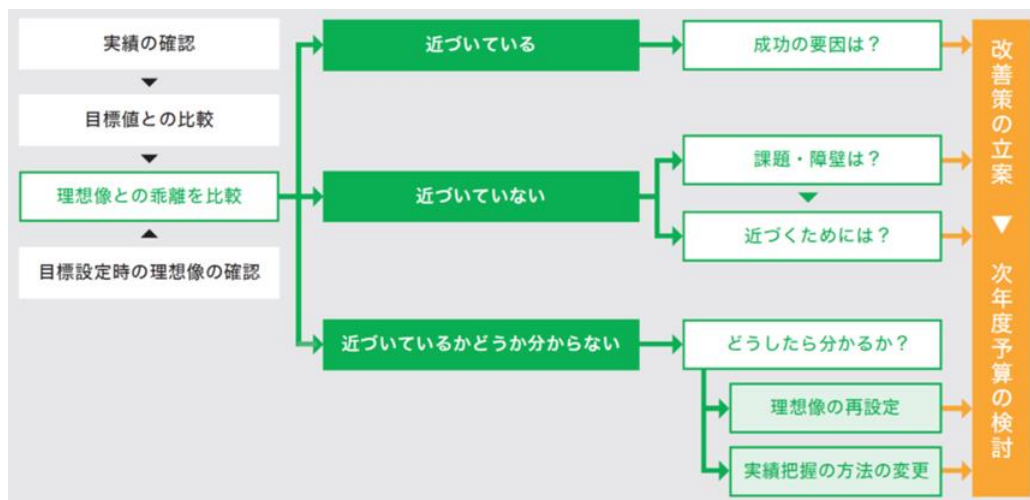 実績の確認
目標値との比較
理想像との乖離を比較
目標設定時の理想像の確認
近づいている
成功の要因は？
近づいていない
課題・障壁は？
近づくためには？
近づいているかどうか分からない
どうしたら分かるか？
理想像の再設定
実績把握の方法の変更
改善策の立案 ▼ 次年度予算の検討